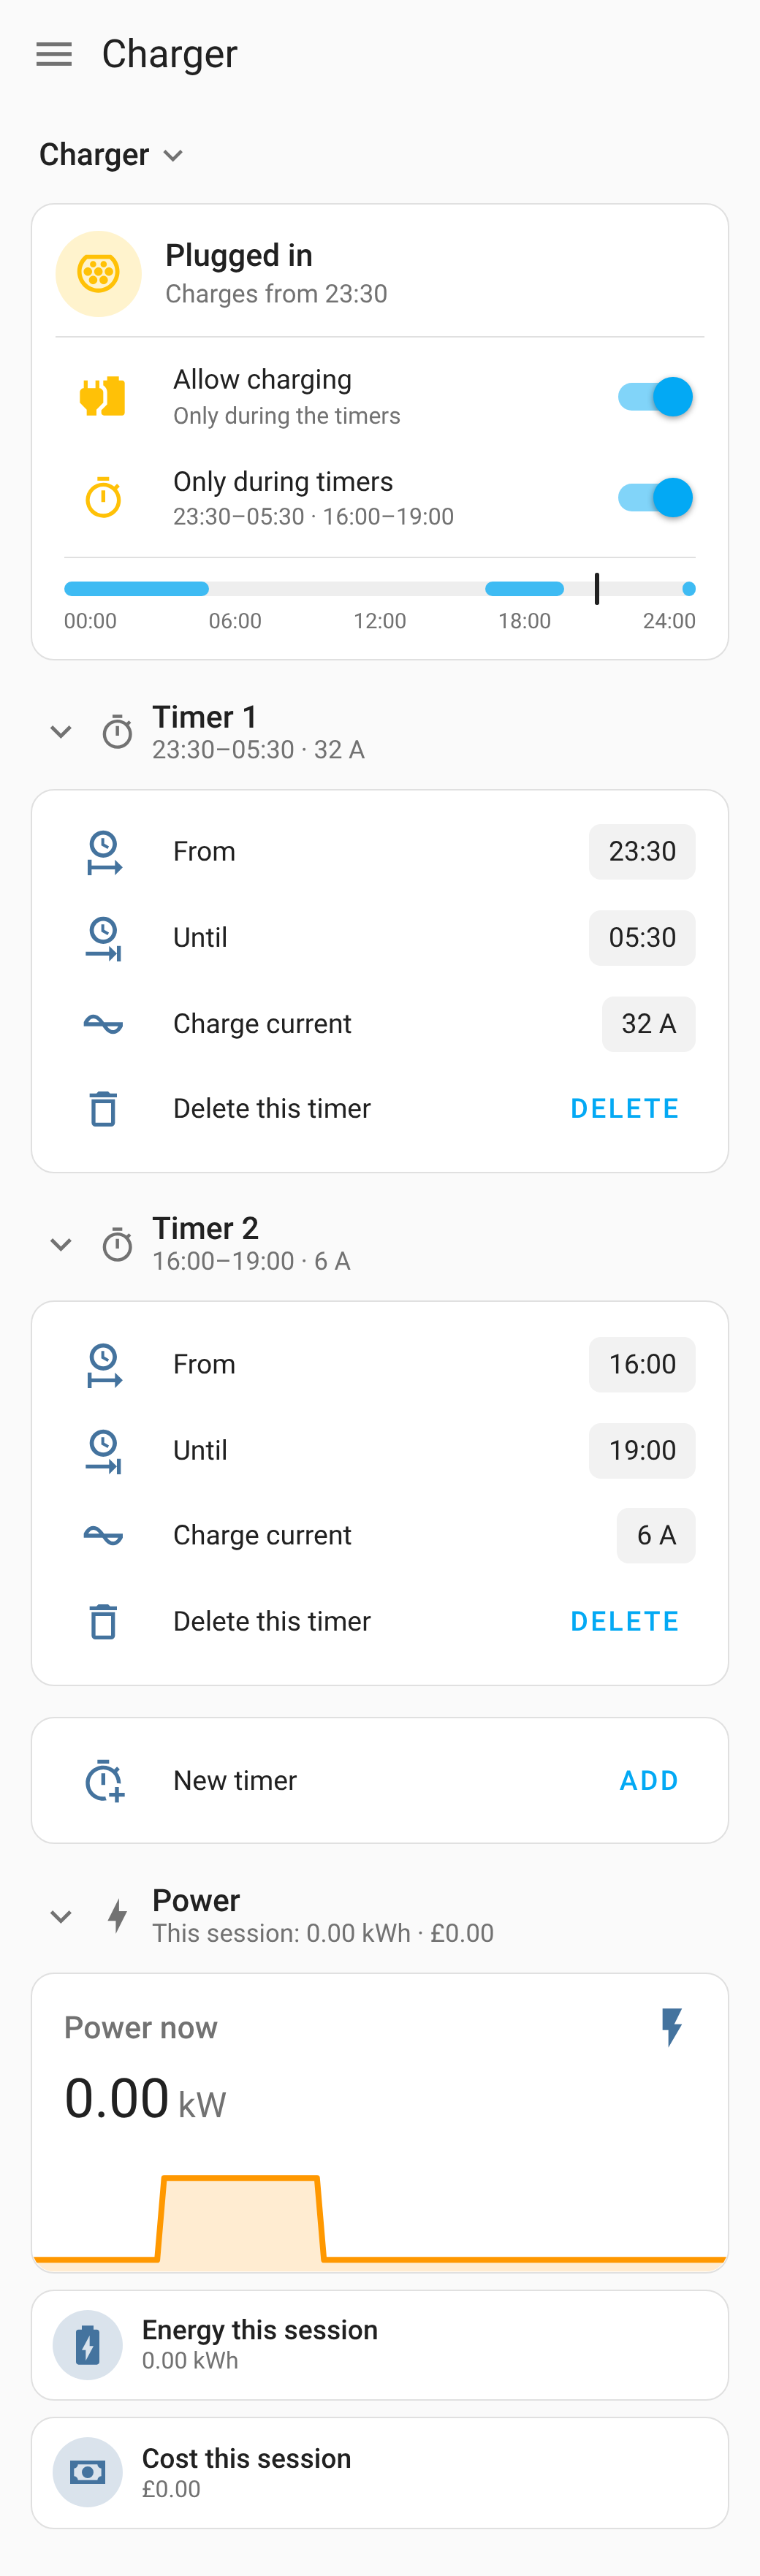 Charger
Charger
Plugged in
Charges from 23:30
Allow charging
Only during the timers
Only during timers
23:30–05:30 · 16:00–19:00
00:00 06:00 12:00 18:00 24:00
Timer 1
23:30–05:30 · 32 A
From 23:30
Until 05:30
Charge current 32 A
Delete this timer DELETE
Timer 2
16:00–19:00 · 6 A
From 16:00
Until 19:00
Charge current 6 A
Delete this timer DELETE
New timer ADD
Power
This session: 0.00 kWh · £0.00
Power now
0.00 kW
Energy this session
0.00 kWh
Cost this session
£0.00